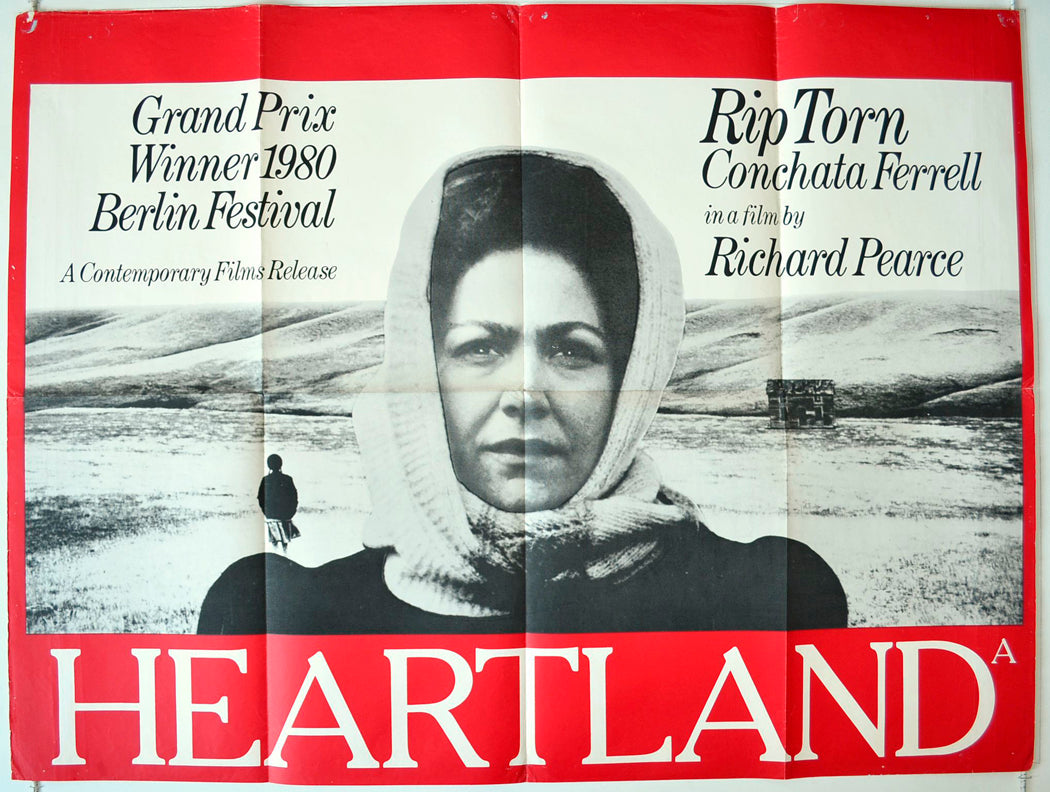 Grand Prix
Winner 1980
Berlin Festival
A Contemporary Films Release
Rip Torn
Conchata Ferrell
in a film by
Richard Pearce
HEARTLAND A